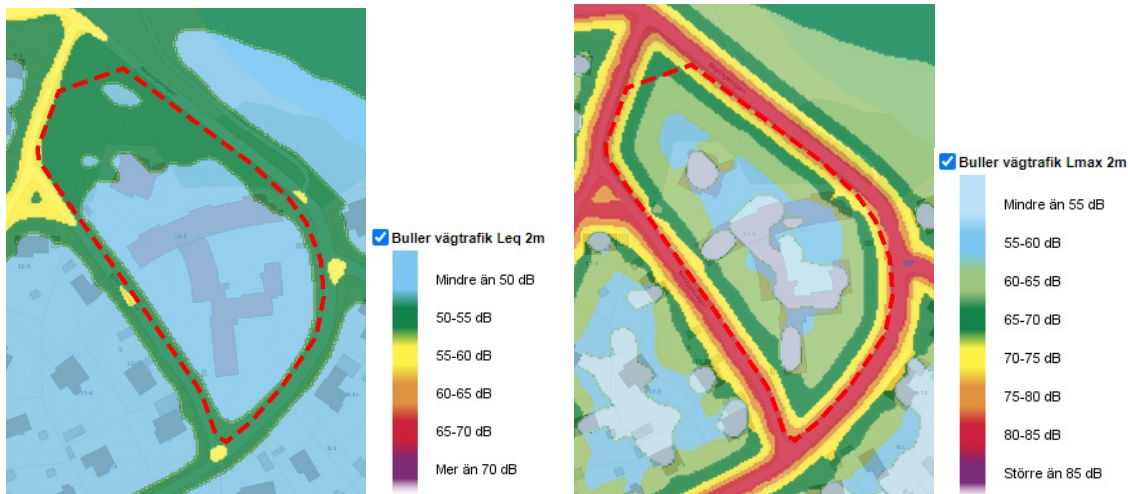 Buller vägtrafik Leq 2m
Mindre än 50 dB
50-55 dB
55-60 dB
60-65 dB
65-70 dB
Mer än 70 dB
Buller vägtrafik Lmax 2m
Mindre än 55 dB
55-60 dB
60-65 dB
65-70 dB
70-75 dB
75-80 dB
80-85 dB
Större än 85 dB